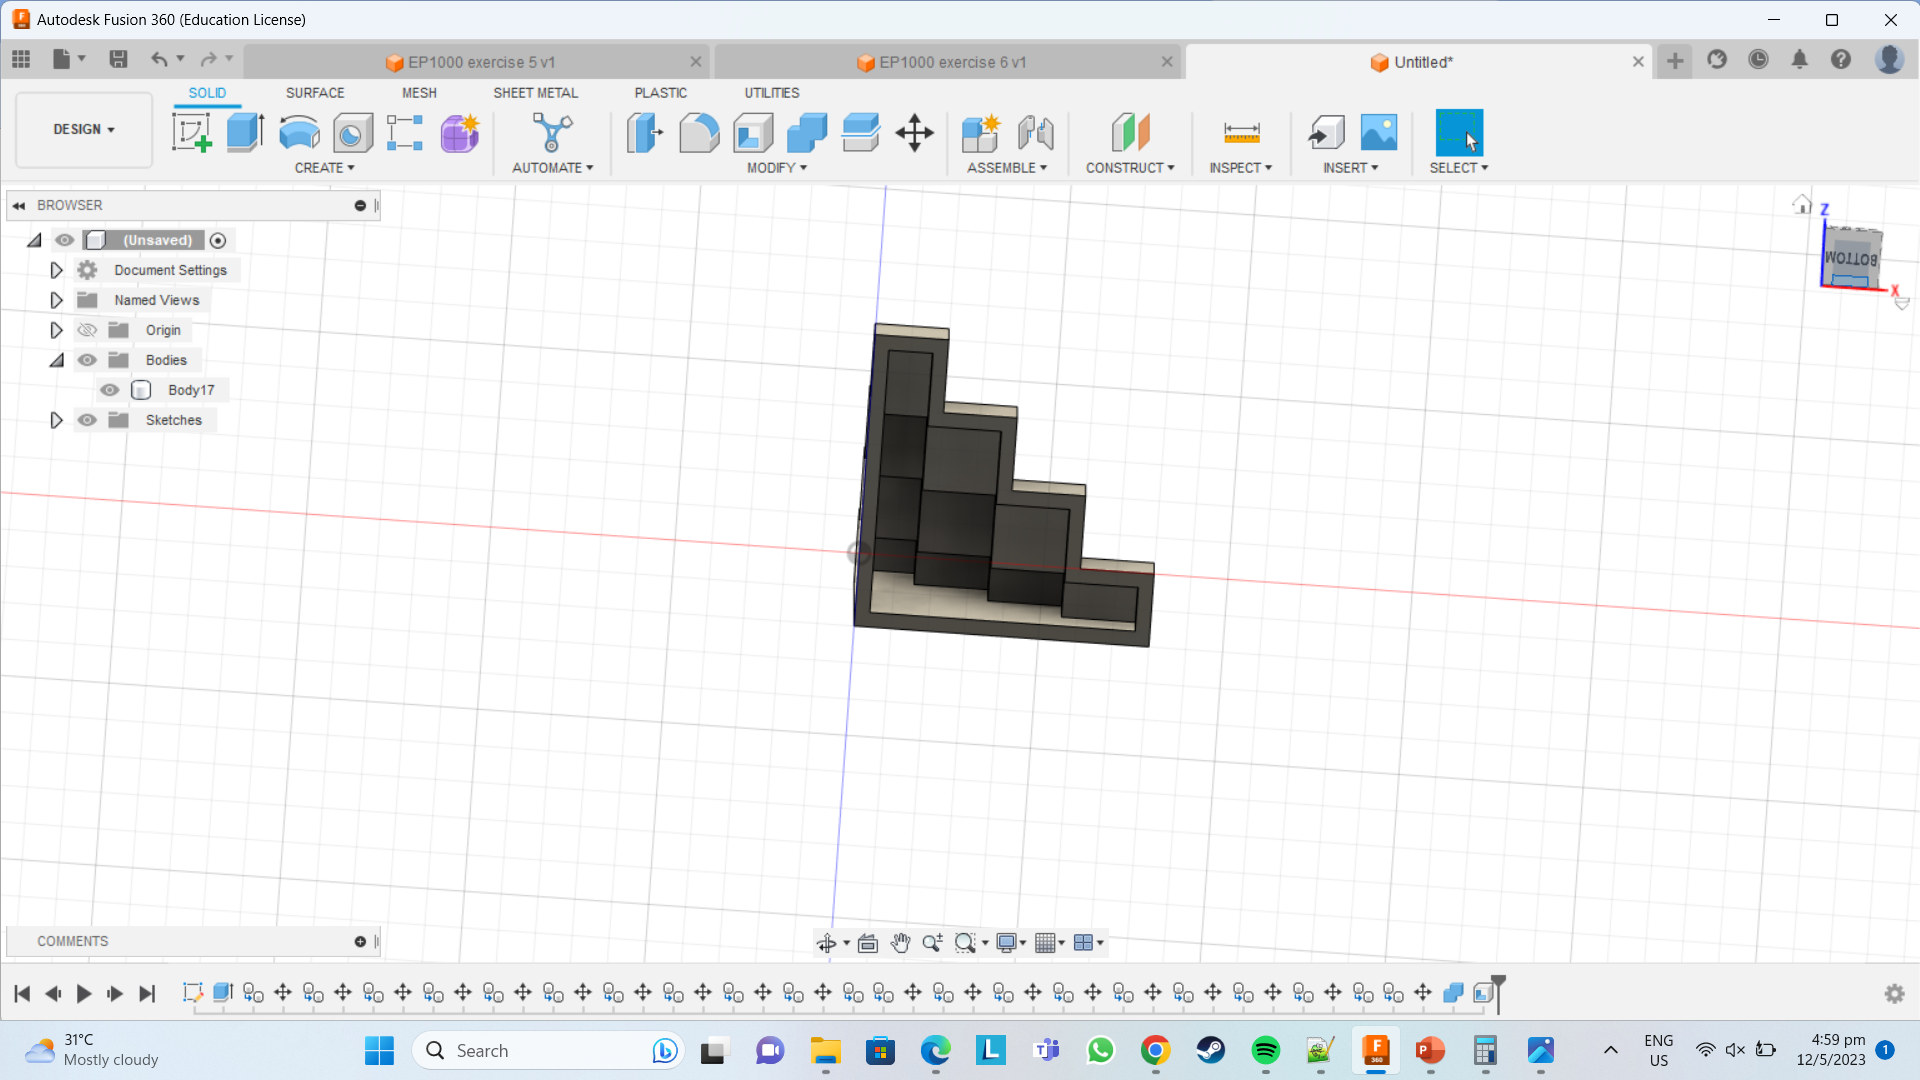 Autodesk Fusion 360 (Education License)
EP1000 exercise 5 v1
EP1000 exercise 6 v1
Untitled*
DESIGN
SOLID
SURFACE
MESH
SHEET METAL
PLASTIC
UTILITIES
CREATE
AUTOMATE
MODIFY
ASSEMBLE
CONSTRUCT
INSPECT
INSERT
SELECT
BROWSER
(Unsaved)
Document Settings
Named Views
Origin
Bodies
Body17
Sketches
Z
BOTTOM
X
COMMENTS
31°C
Mostly cloudy
Search
F
360
ENG
US
4:59 pm
12/5/2023
1